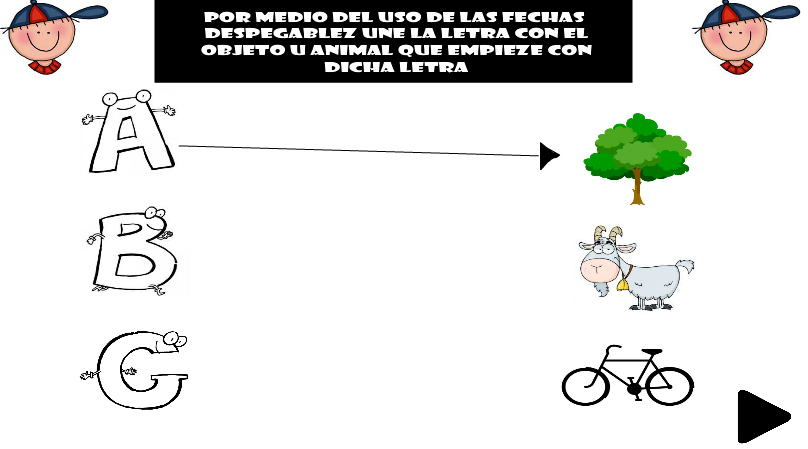 POR MEDIO DEL USO DE LAS FECHAS
DESPEGABLEZ UNE LA LETRA CON EL
OBJETO U ANIMAL QUE EMPIEZE CON
DICHA LETRA
A
B
C